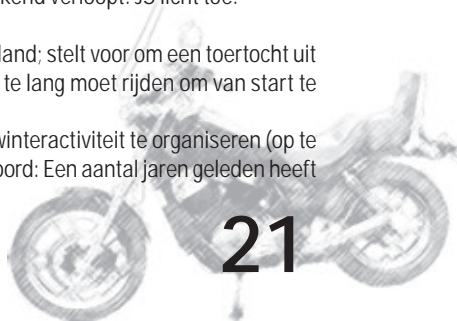 verloopt. JS licht toe.
land; stelt voor om een toertocht uit
te lang moet rijden om van start te
winteractiviteit te organiseren (op te
oord: Een aantal jaren geleden heeft
21